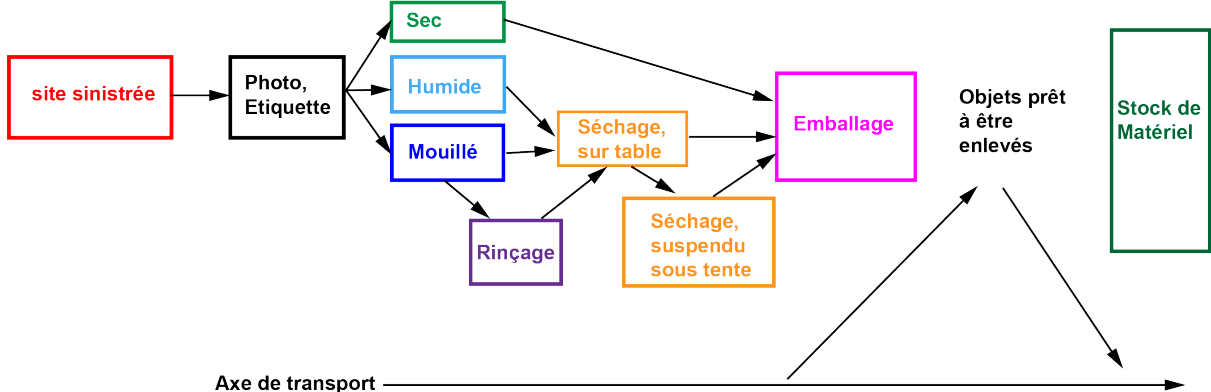 Sec
site sinistrée
Photo,
Etiquette
Humide
Mouillé
Rinçage
Séchage,
sur table
Séchage,
suspendu
sous tente
Emballage
Objets prêt
à être
enlevés
Stock de
Matériel
Axe de transport